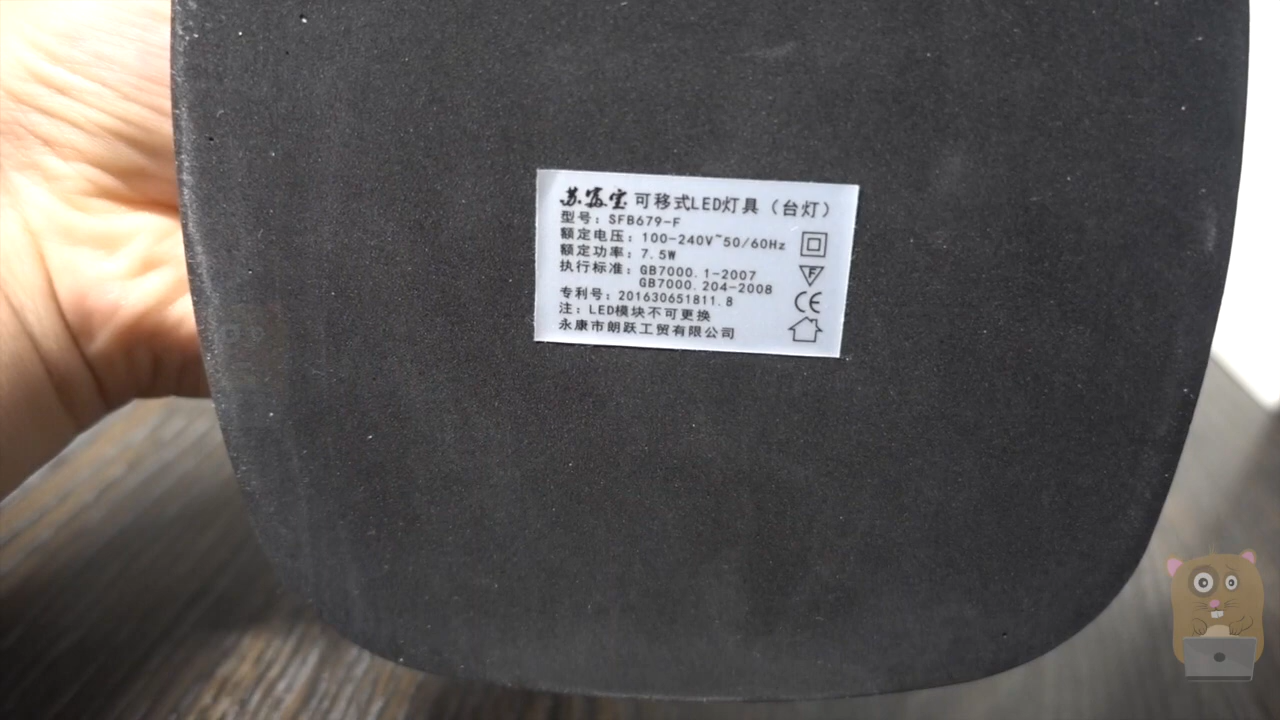 苏富宝 可移式LED灯具（台灯）
型号：SFB679-F
额定电压：100-240V~50/60Hz
额定功率：7.5W
执行标准：GB7000.1-2007
GB7000.204-2008
专利号：201630651811.8
注：LED模块不可更换
永康市朗跃工贸有限公司
F
CE